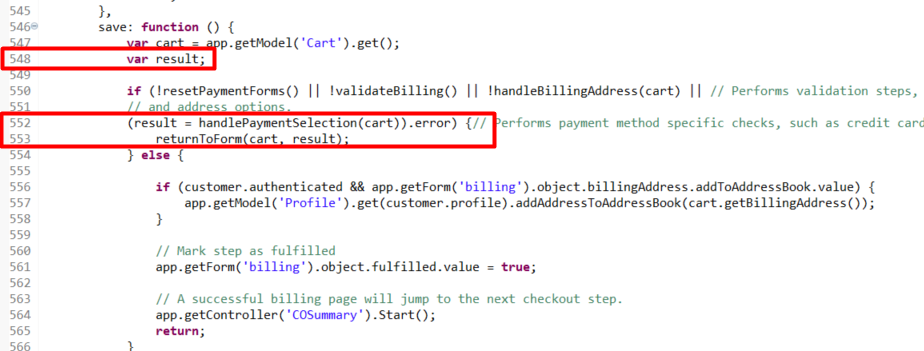 545 },
546 save: function () {
547 var cart = app.getModel('Cart').get();
548 var result;
549
550 if (!resetPaymentForms() || !validateBilling() || !handleBillingAddress(cart) || // Performs validation steps,
551 // and address options.
552 (result = handlePaymentSelection(cart)).error) {// Performs payment method specific checks, such as credit card
553 returnToForm(cart, result);
554 } else {
555
556 if (customer.authenticated && app.getForm('billing').object.billingAddress.addToAddressBook.value) {
557 app.getModel('Profile').get(customer.profile).addAddressToAddressBook(cart.getBillingAddress());
558 }
559
560 // Mark step as fulfilled
561 app.getForm('billing').object.fulfilled.value = true;
562
563 // A successful billing page will jump to the next checkout step.
564 app.getController('COSummary').Start();
565 return;
566 }